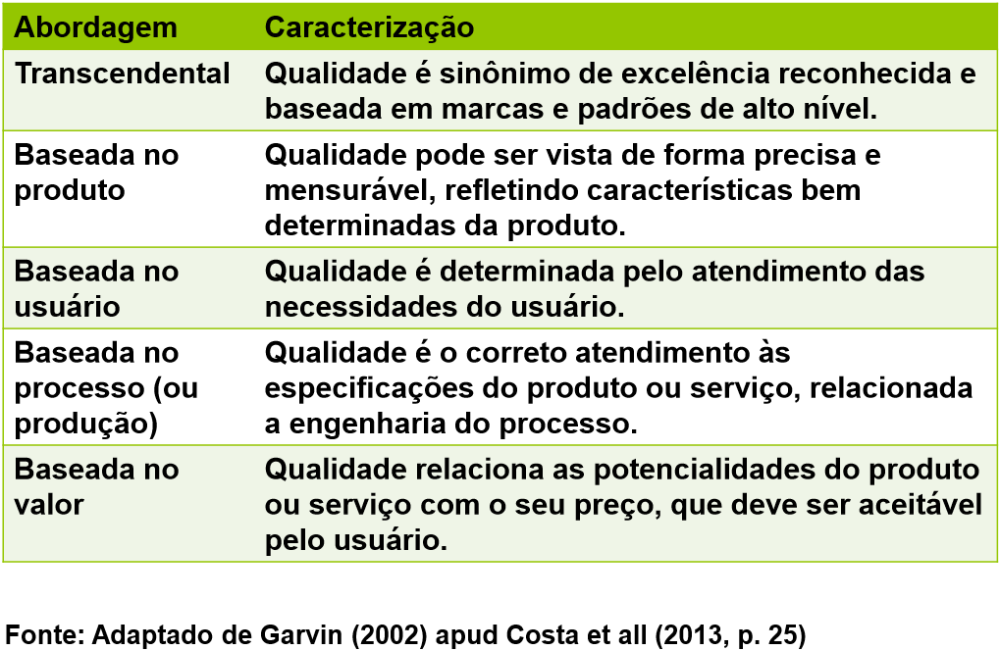 Abordagem Caracterização
Transcendental Qualidade é sinônimo de excelência reconhecida e
baseada em marcas e padrões de alto nível.
Baseada no Qualidade pode ser vista de forma precisa e
produto mensurável, refletindo características bem
determinadas da produto.
Baseada no Qualidade é determinada pelo atendimento das
usuário necessidades do usuário.
Baseada no Qualidade é o correto atendimento às
processo (ou especificações do produto ou serviço, relacionada
produção) a engenharia do processo.
Baseada no Qualidade relaciona as potencialidades do produto
valor ou serviço com o seu preço, que deve ser aceitável
pelo usuário.
Fonte: Adaptado de Garvin (2002) apud Costa et all (2013, p. 25)